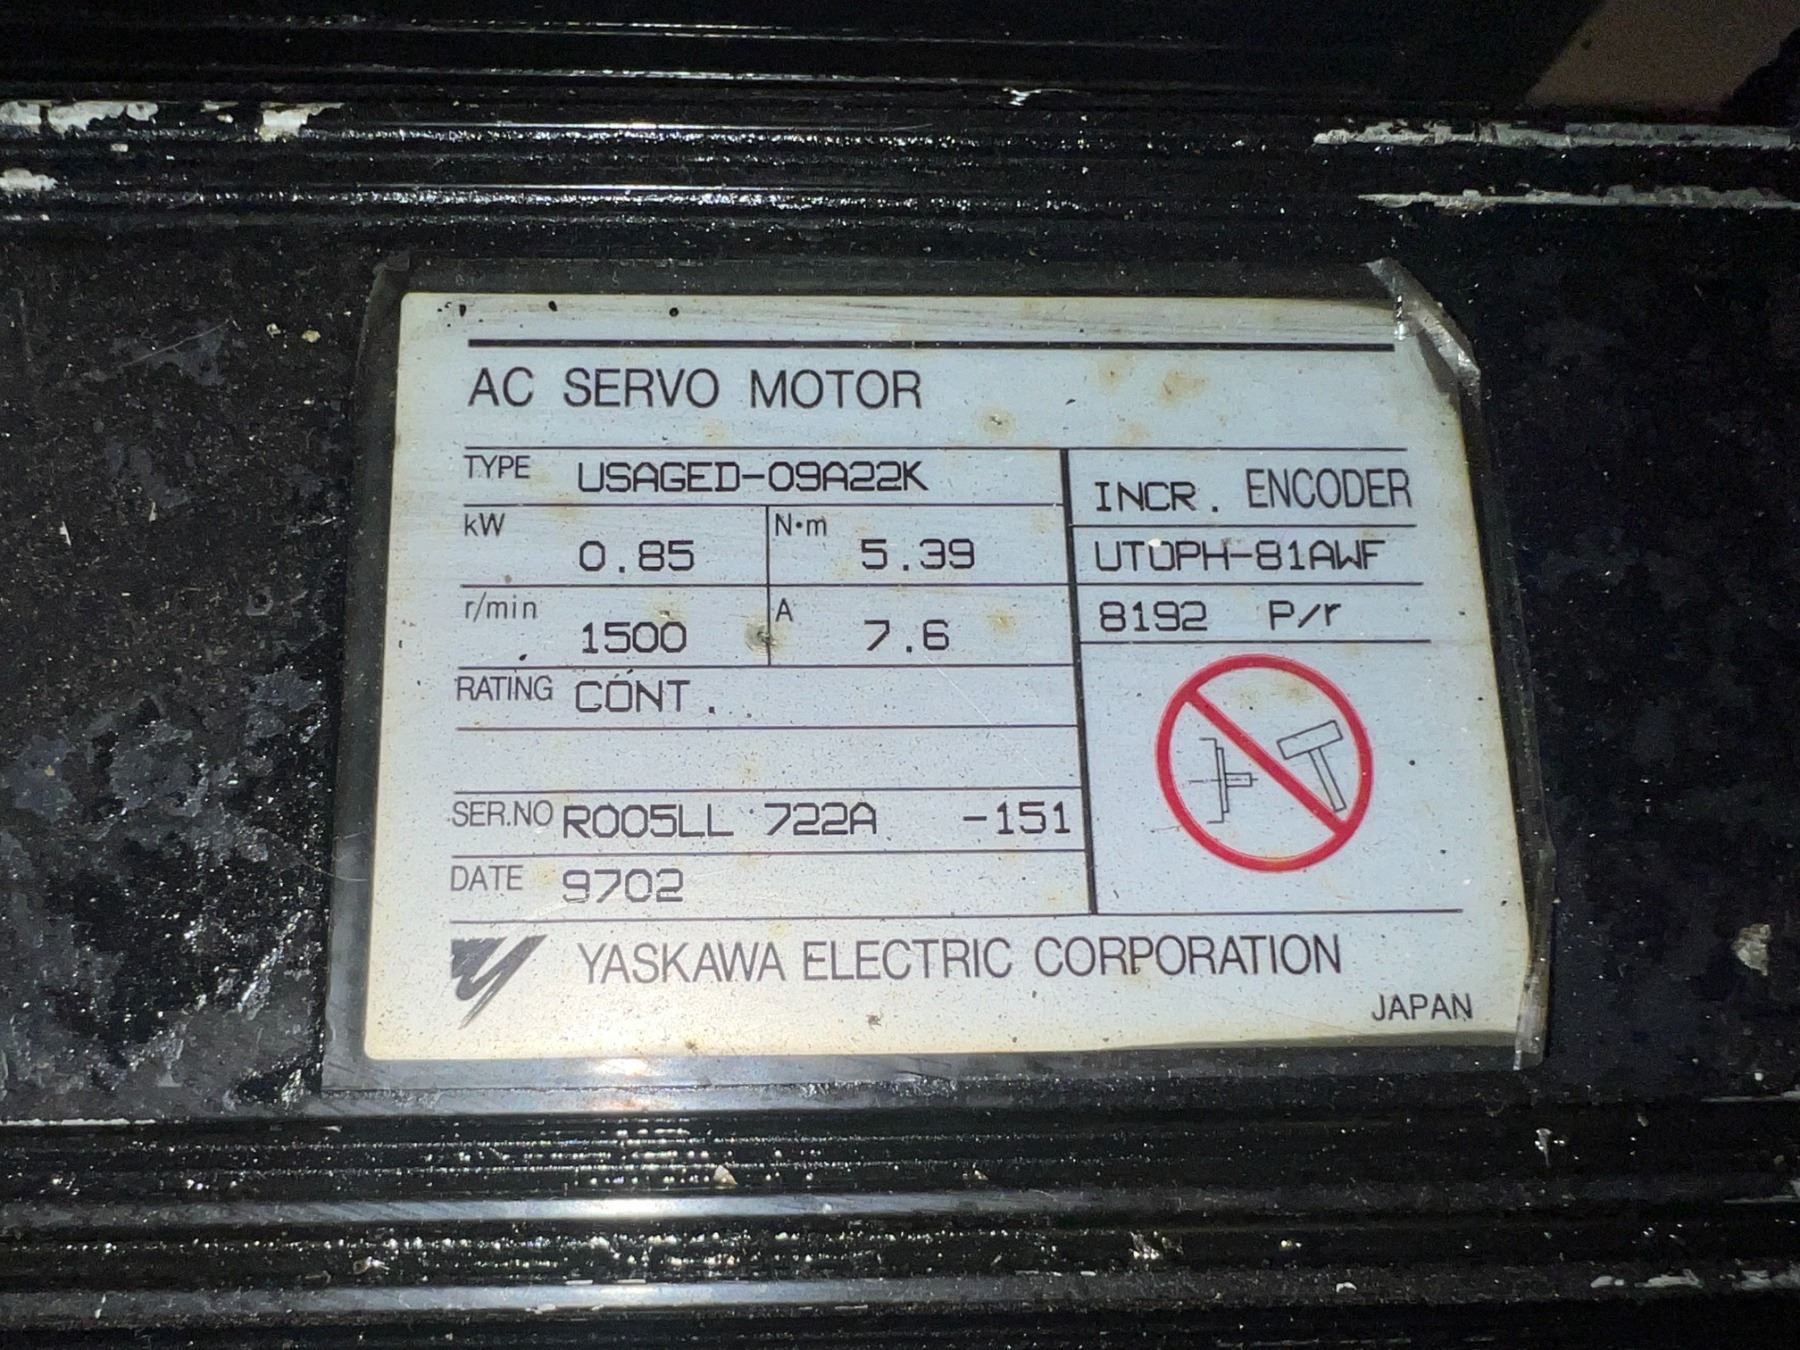 AC SERVO MOTOR
TYPE USAGED-09A22K
INCR. ENCODER
kW 0.85 N·m 5.39
UTOPH-81AWF
r/min 1500 A 7.6
8192 P/r
RATING CONT.
SER.NO R005LL 722A -151
DATE 9702
YASKAWA ELECTRIC CORPORATION
JAPAN